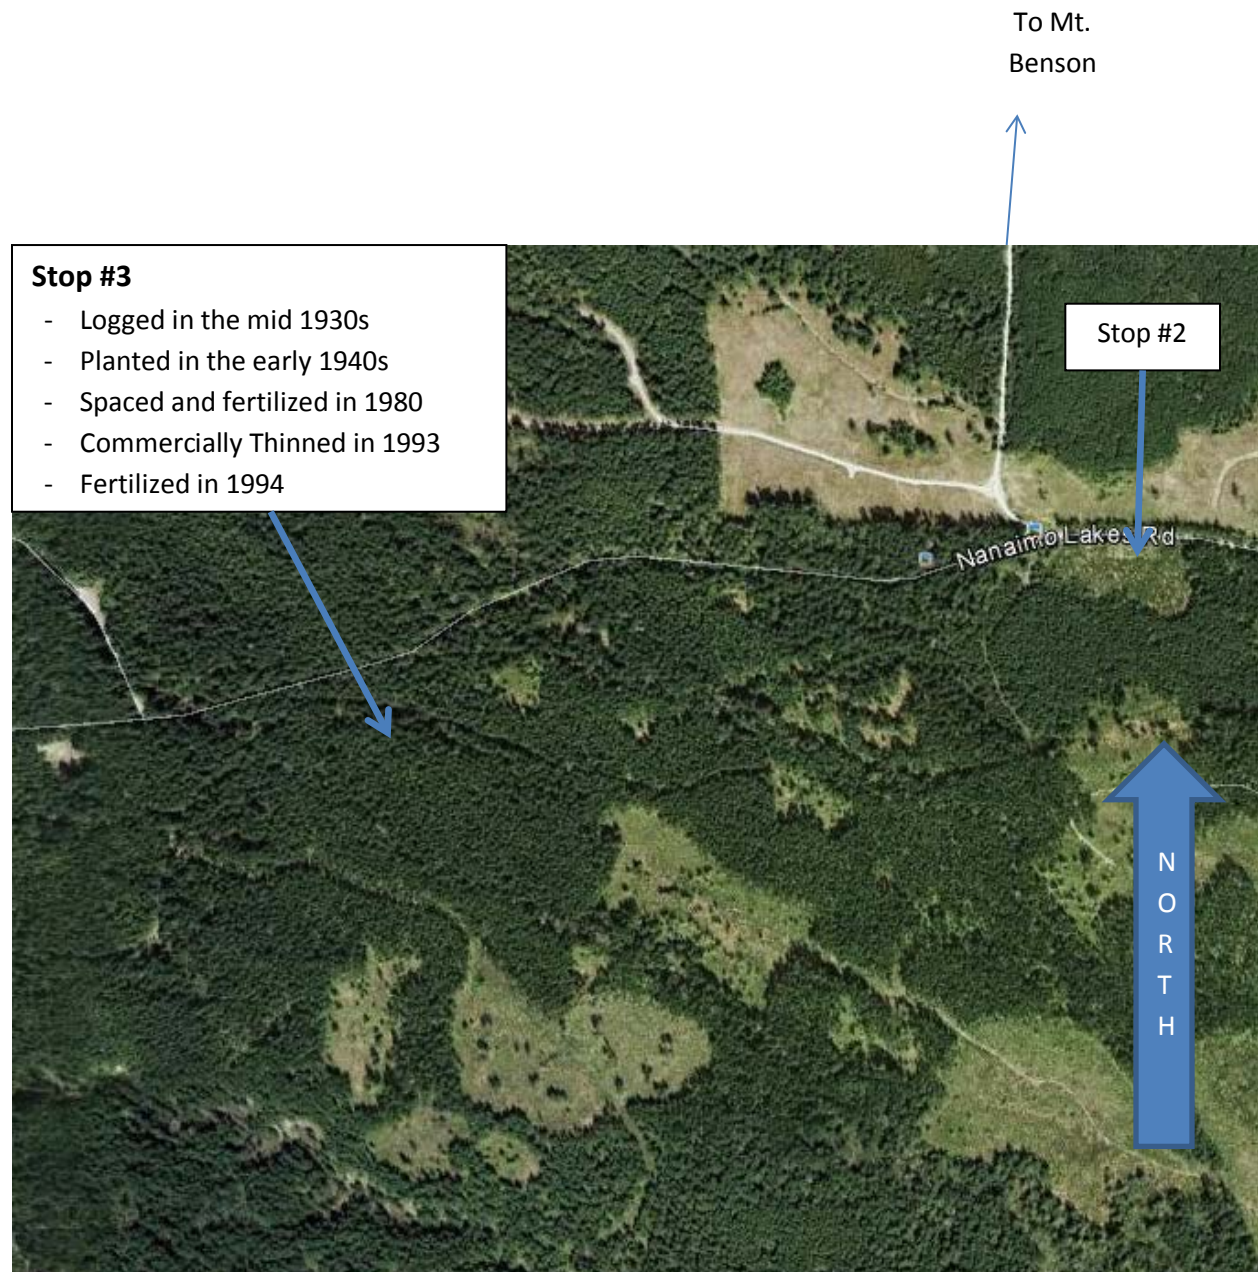 To Mt.
Benson
Stop #3
- Logged in the mid 1930s
- Planted in the early 1940s
- Spaced and fertilized in 1980
- Commercially Thinned in 1993
- Fertilized in 1994
Stop #2
Nanaimo Lakes Rd
N
O
R
T
H